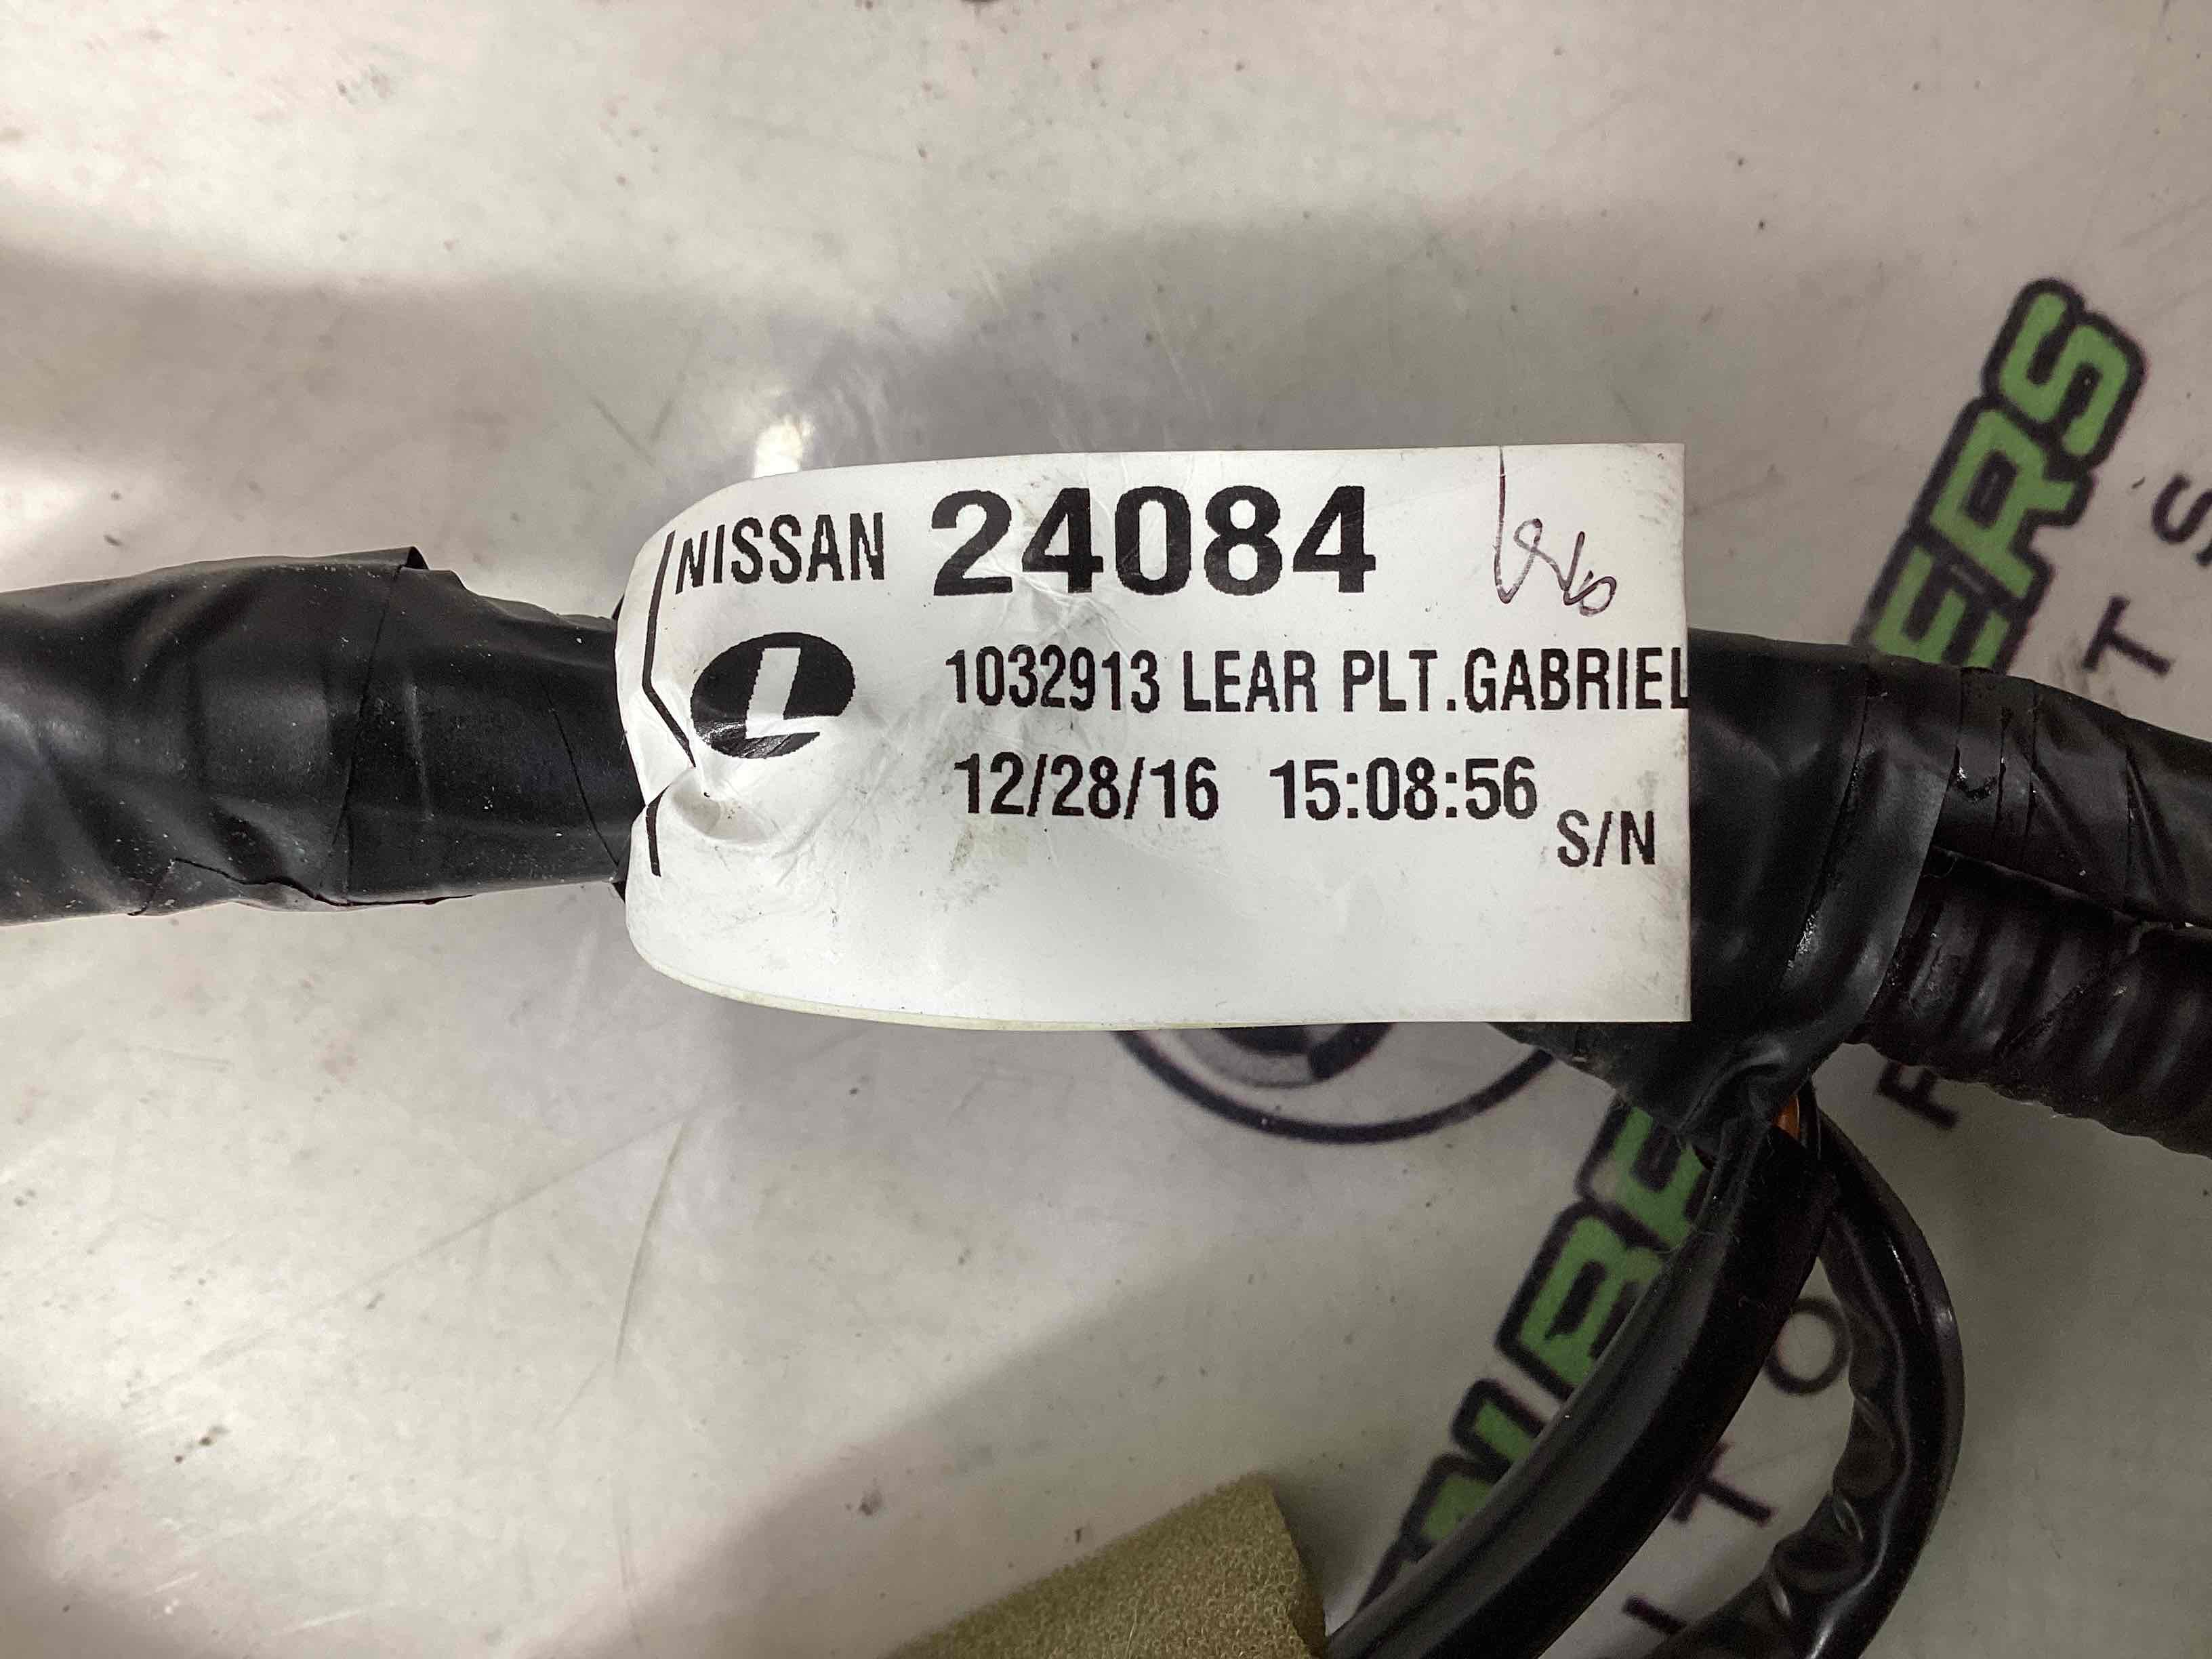 NISSAN 24084
L
1032913 LEAR PLT.GABRIEL
12/28/16 15:08:56
S/N